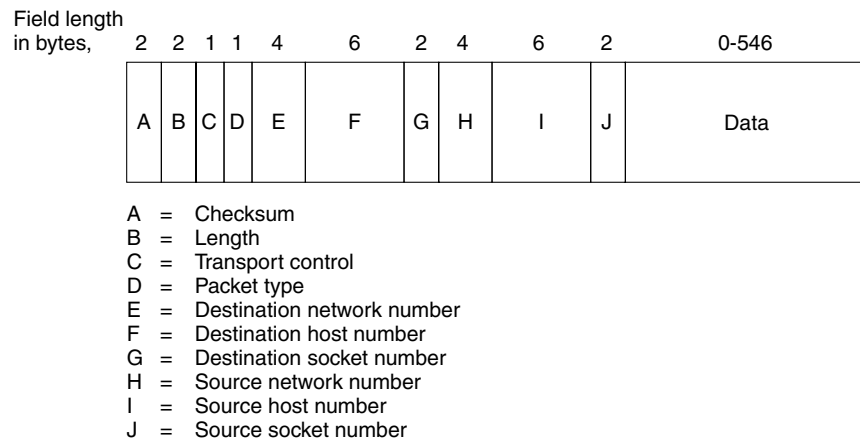 Field length
in bytes, 2 2 1 1 4 6 2 4 6 2 0-546
A B C D E F G H I J Data
A = Checksum
B = Length
C = Transport control
D = Packet type
E = Destination network number
F = Destination host number
G = Destination socket number
H = Source network number
I = Source host number
J = Source socket number